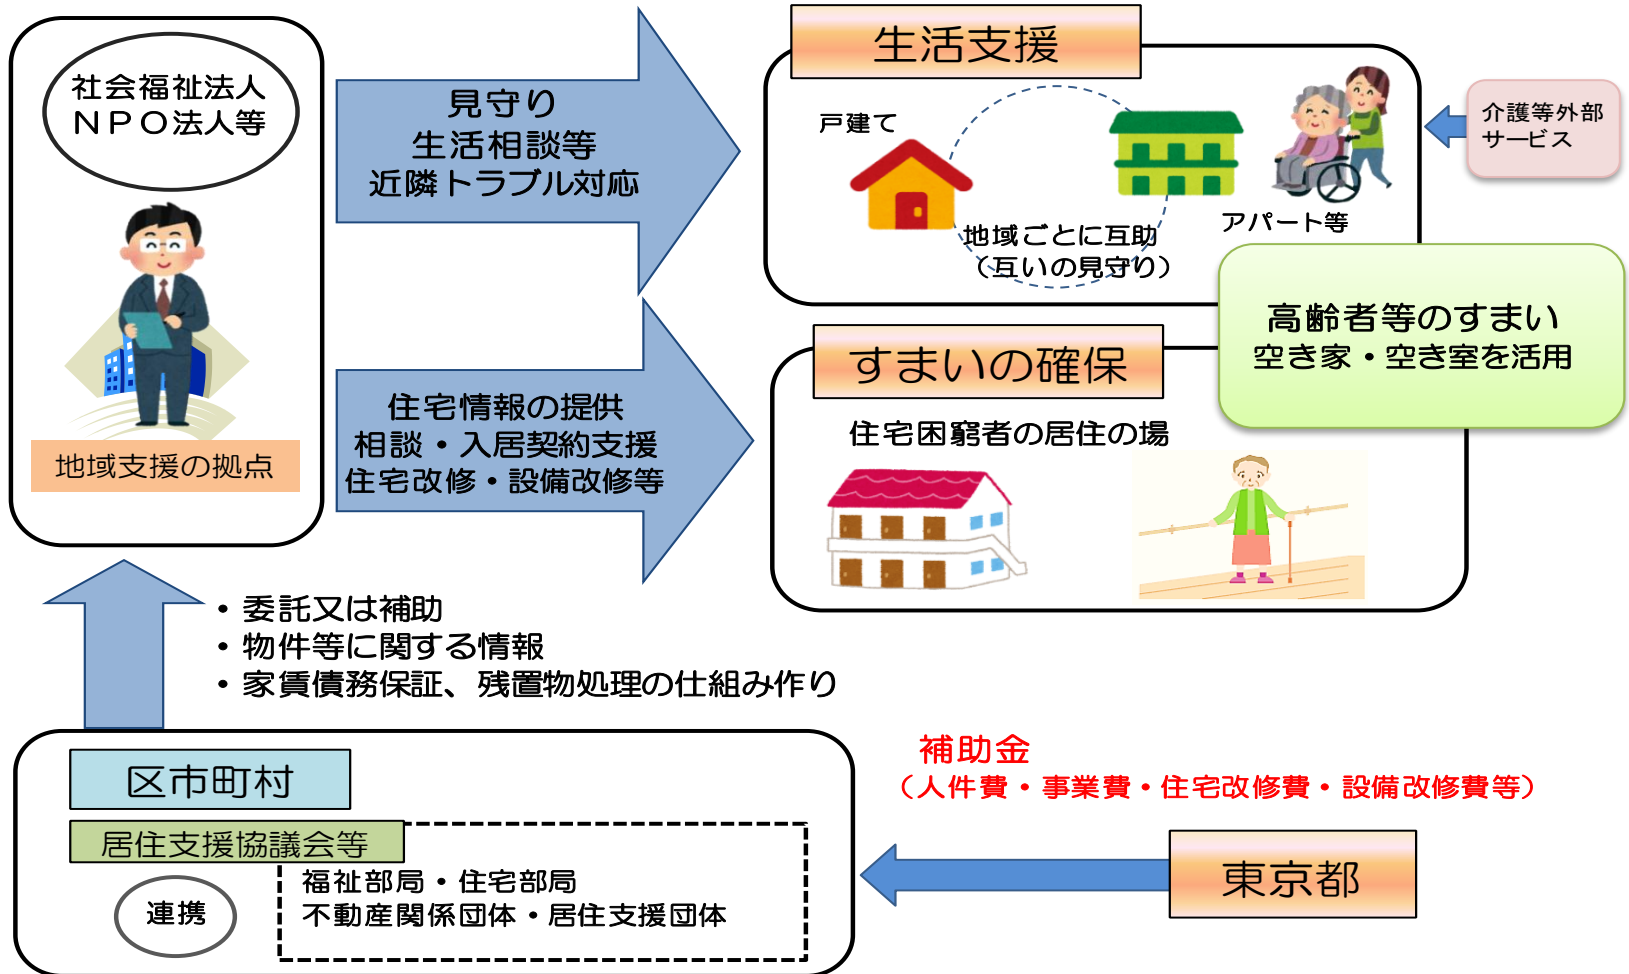 社会福祉法人
ＮＰＯ法人等
地域支援の拠点
見守り
生活相談等
近隣トラブル対応
住宅情報の提供
相談・入居契約支援
住宅改修・設備改修等
生活支援
戸建て
アパート等
地域ごとに互助
（互いの見守り）
介護等外部
サービス
高齢者等のすまい
空き家・空き室を活用
すまいの確保
住宅困窮者の居住の場
・委託又は補助
・物件等に関する情報
・家賃債務保証、残置物処理の仕組み作り
区市町村
居住支援協議会等
連携
福祉部局・住宅部局
不動産関係団体・居住支援団体
補助金
（人件費・事業費・住宅改修費・設備改修費等）
東京都